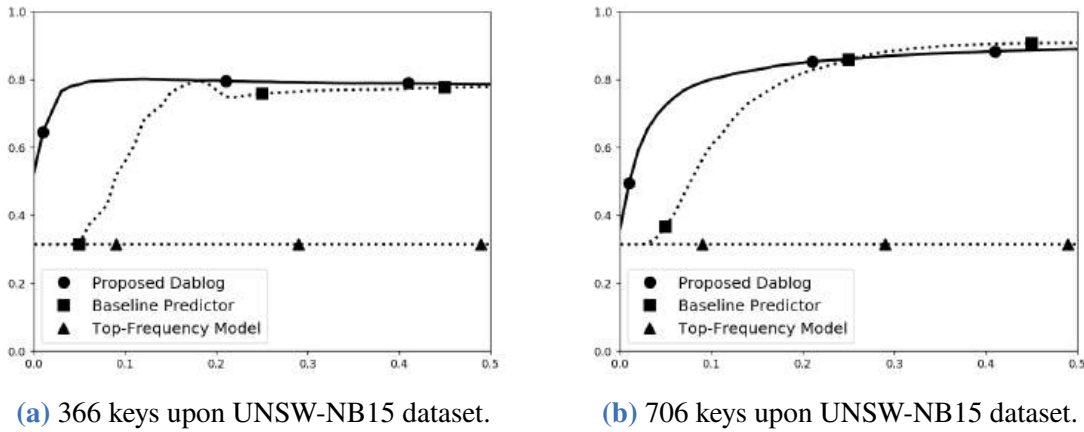 1.0
0.8
0.6
0.4
0.2
0.0
Proposed Dablog
Baseline Predictor
Top-Frequency Model
0.0 0.1 0.2 0.3 0.4 0.5
(a) 366 keys upon UNSW-NB15 dataset.
1.0
0.8
0.6
0.4
0.2
0.0
Proposed Dablog
Baseline Predictor
Top-Frequency Model
0.0 0.1 0.2 0.3 0.4 0.5
(b) 706 keys upon UNSW-NB15 dataset.